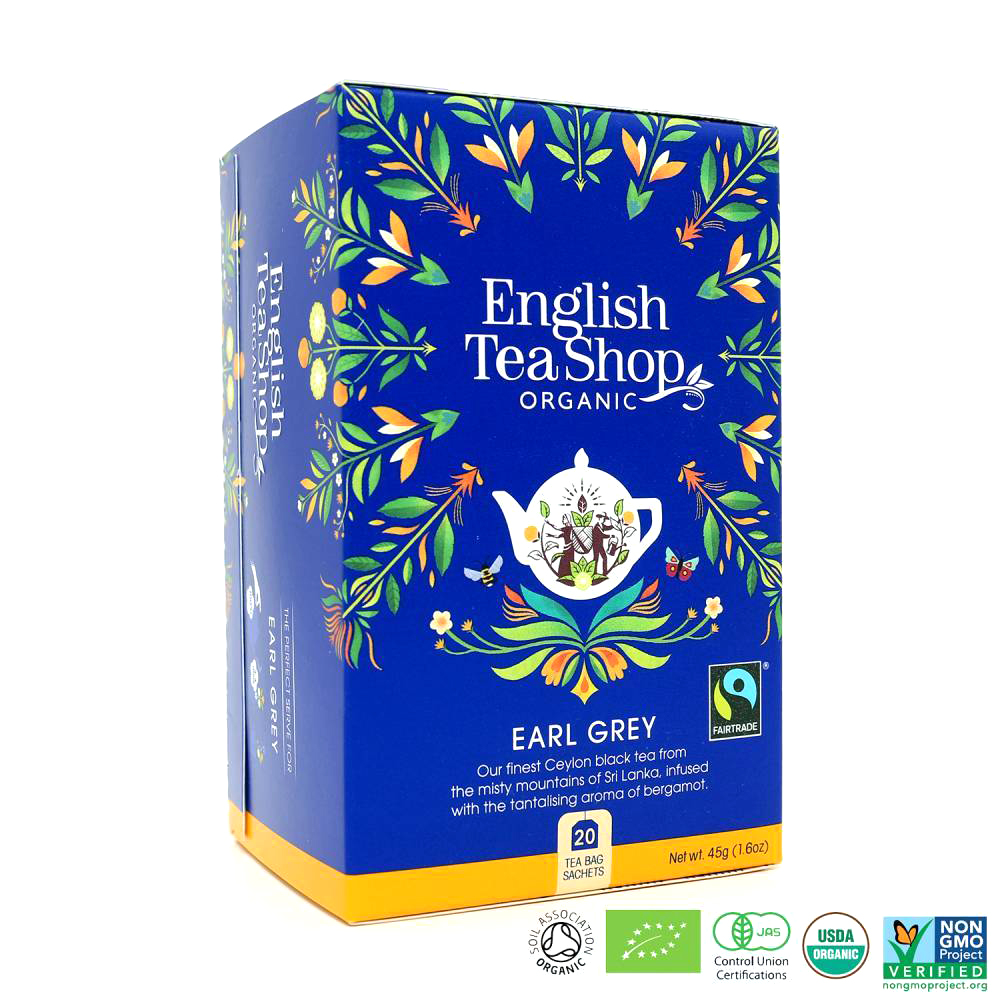 English
Tea Shop
ORGANIC
English
Tea Shop
ORGANIC
THE PERFECT SERVE FOR
EARL GREY
FAIRTRADE
®
EARL GREY
Our finest Ceylon black tea from
the misty mountains of Sri Lanka, infused
with the tantalising aroma of bergamot.
20
TEA BAG
SACHETS
Net wt. 45g (1.6oz)
SOIL ASSOCIATION
ORGANIC
JAS
Control Union
Certifications
USDA
ORGANIC
NON
GMO
Project
VERIFIED
nongmoproject.org